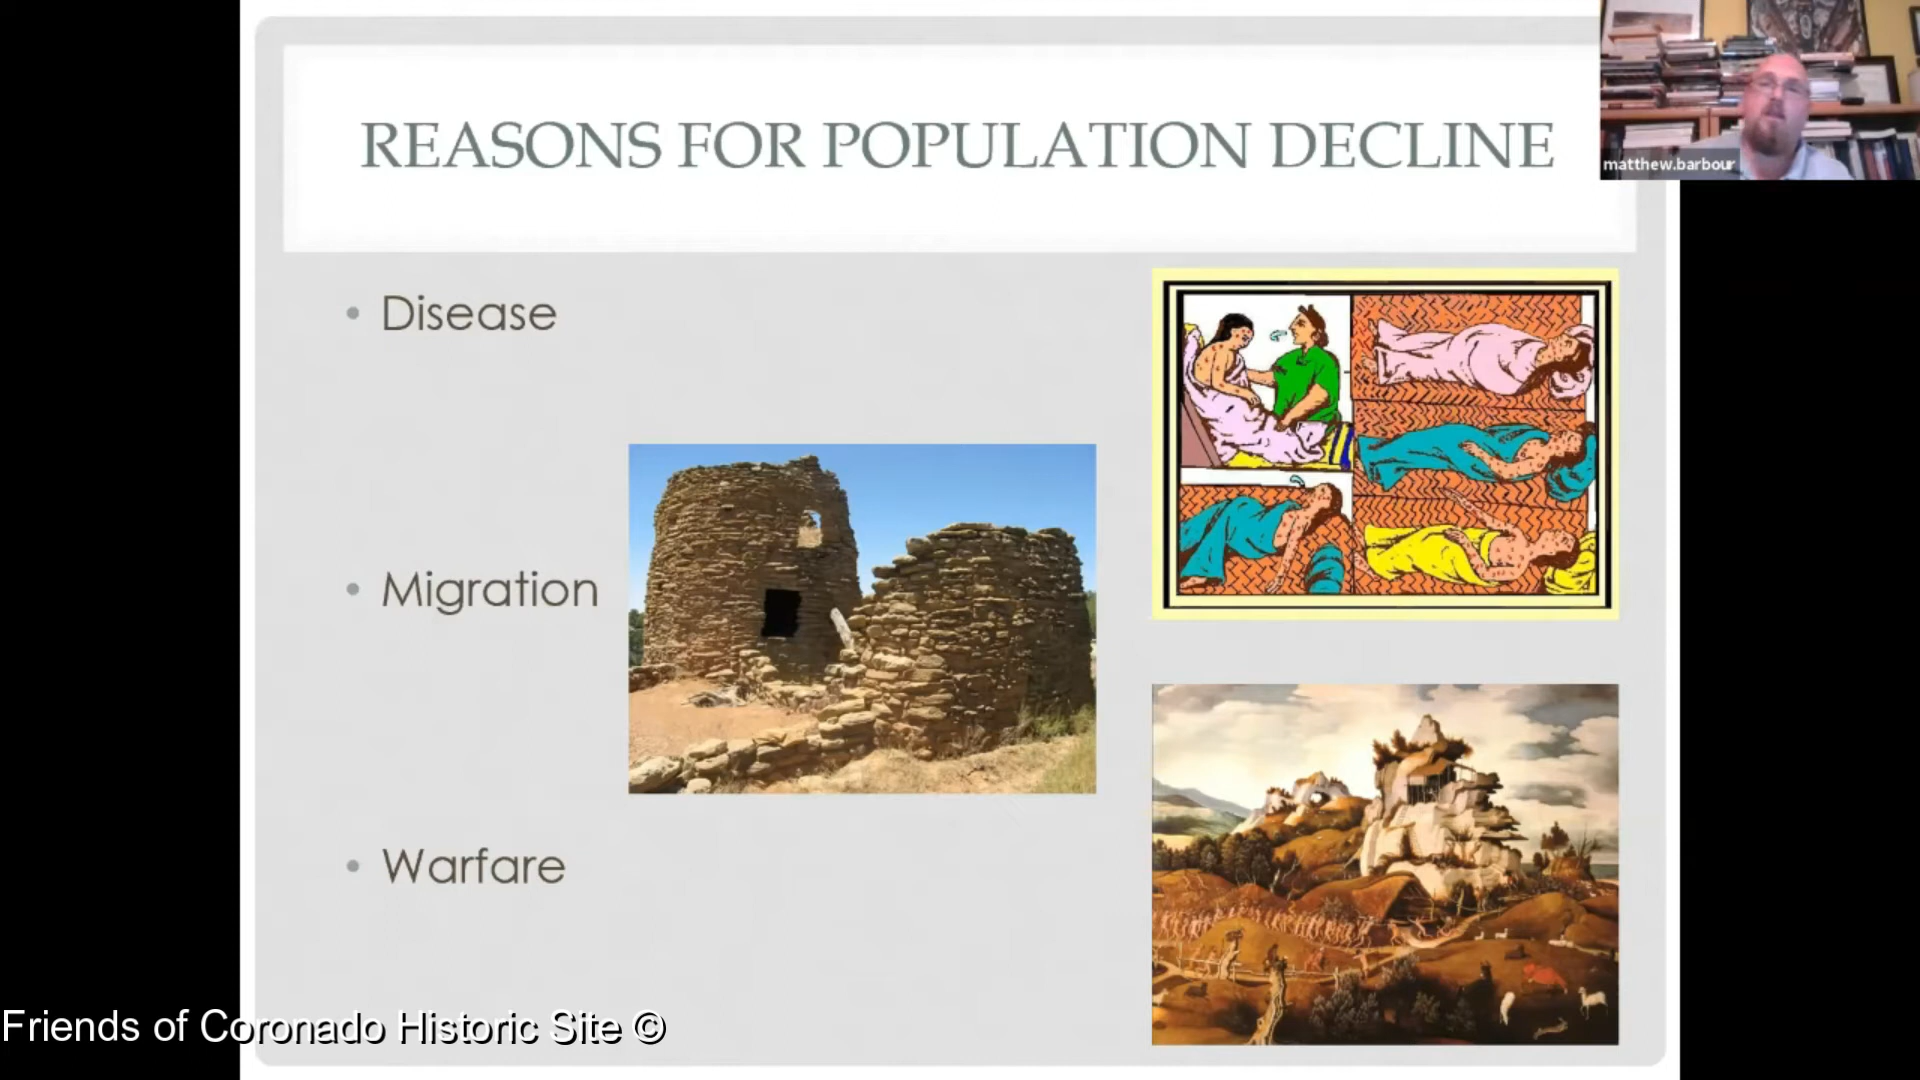 REASONS FOR POPULATION DECLINE
matthew.barbour
• Disease
• Migration
• Warfare
Friends of Coronado Historic Site ©